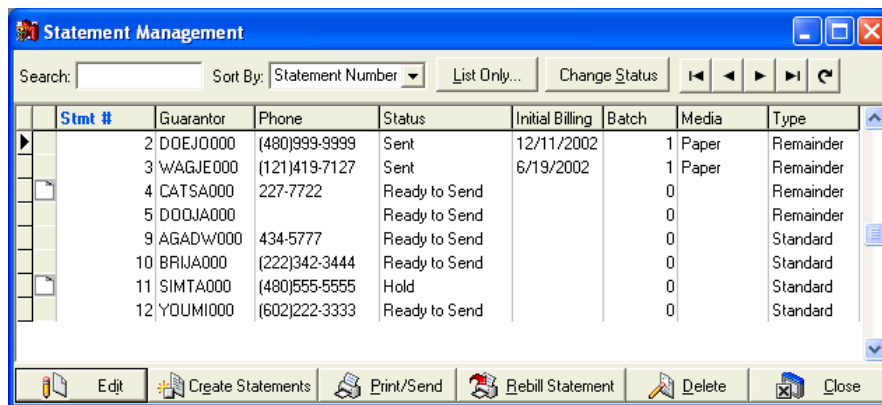 Statement Management
Search: Sort By: Statement Number List Only... Change Status
Stmt # Guarantor Phone Status Initial Billing Batch Media Type
2 DOEJO000 (480)999-9999 Sent 12/11/2002 1 Paper Remainder
3 WAGJE000 (121)419-7127 Sent 6/19/2002 1 Paper Remainder
4 CATSA000 227-7722 Ready to Send 0 Remainder
5 DOOJA000 Ready to Send 0 Remainder
9 AGADW000 434-5777 Ready to Send 0 Standard
10 BRIJA000 (222)342-3444 Ready to Send 0 Standard
11 SIMTA000 (480)555-5555 Hold 0 Standard
12 YOUMI000 (602)222-3333 Ready to Send 0 Standard
Edit Create Statements Print/Send Rebill Statement Delete Close